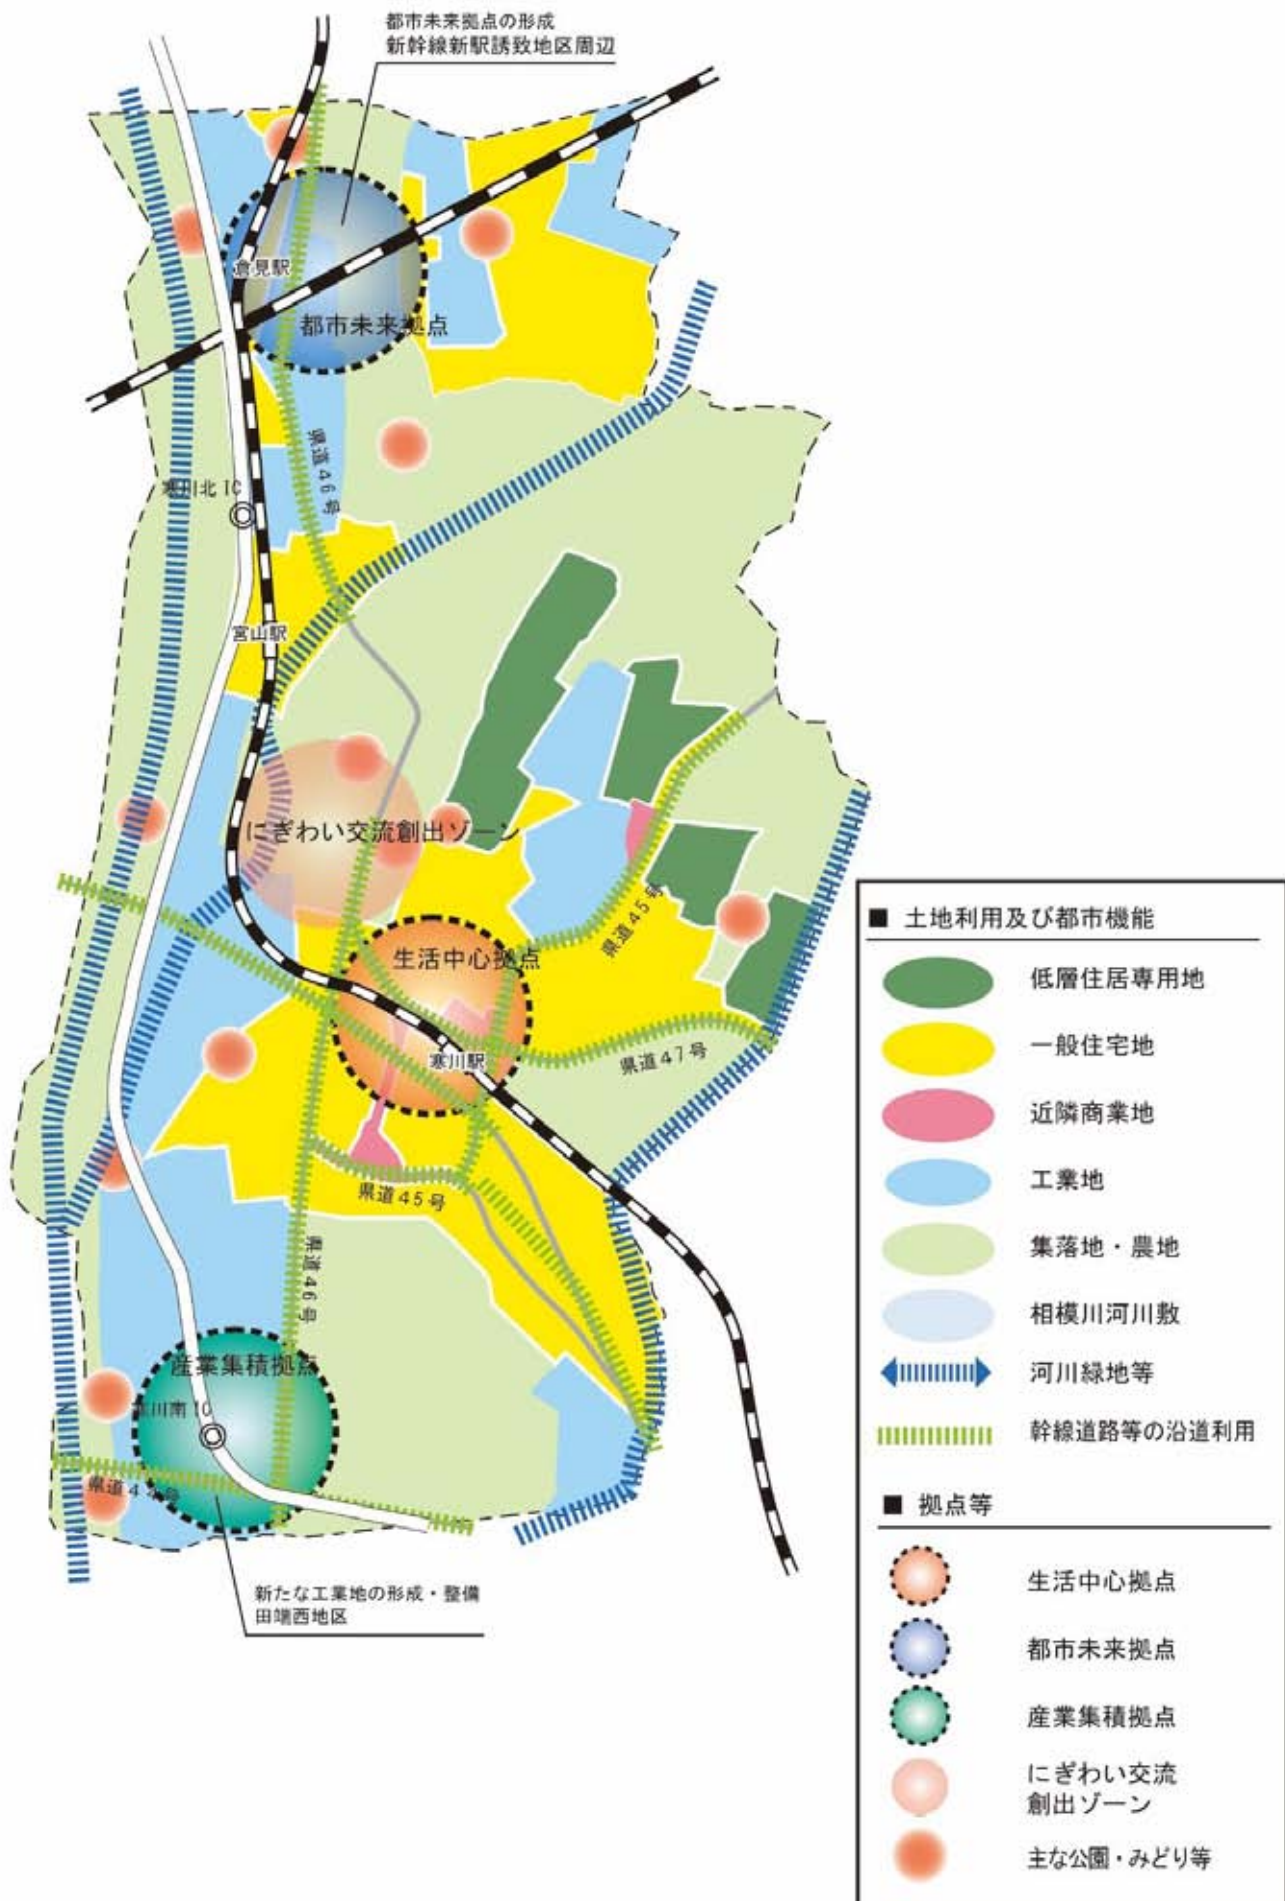 都市未来拠点の形成
新幹線新駅誘致地区周辺
倉見駅
都市未来拠点
県道46号
寒川北IC
宮山駅
にぎわい交流創出ゾーン
県道45号
生活中心拠点
寒川駅
県道47号
県道45号
県道46号
産業集積拠点
寒川南IC
県道44号
新たな工業地の形成・整備
田端西地区
■ 土地利用及び都市機能
低層住居専用地
一般住宅地
近隣商業地
工業地
集落地・農地
相模川河川敷
河川緑地等
幹線道路等の沿道利用
■ 拠点等
生活中心拠点
都市未来拠点
産業集積拠点
にぎわい交流
創出ゾーン
主な公園・みどり等